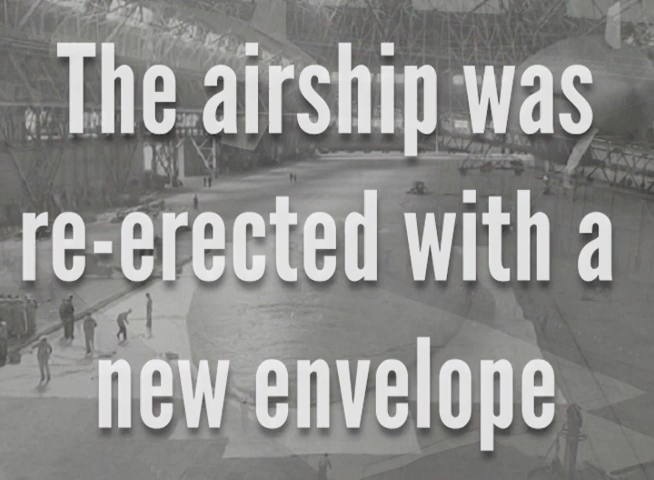 The airship was
re-erected with a
new envelope